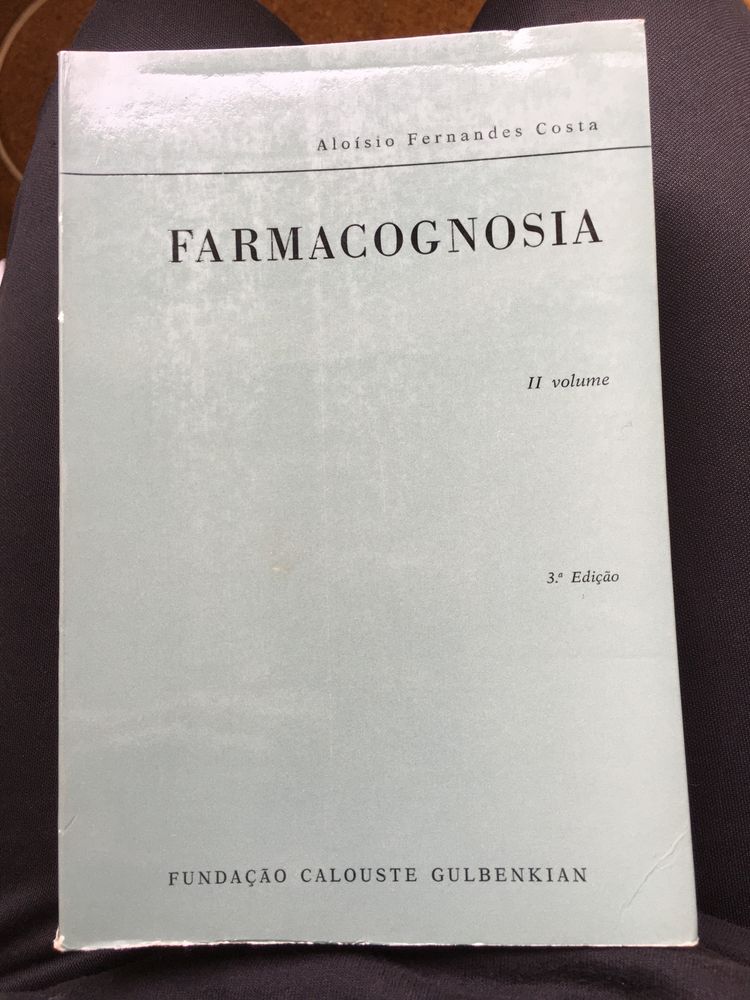 Aloísio Fernandes Costa
FARMACOGNOSIA
II volume
3.ª Edição
FUNDAÇÃO CALOUSTE GULBENKIAN